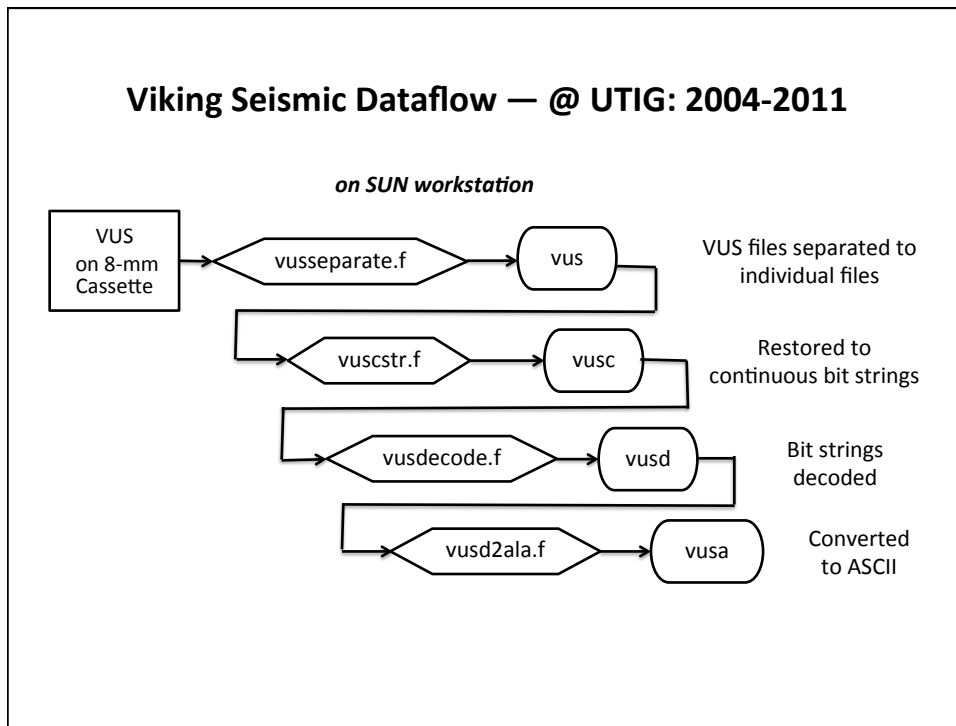 Viking Seismic Dataflow — @ UTIG: 2004-2011
on SUN workstation
VUS
on 8-mm
Cassette
vusseparate.f
vus
VUS files separated to
individual files
vuscstr.f
vusc
Restored to
continuous bit strings
vusdecode.f
vusd
Bit strings
decoded
vusd2ala.f
vusa
Converted
to ASCII